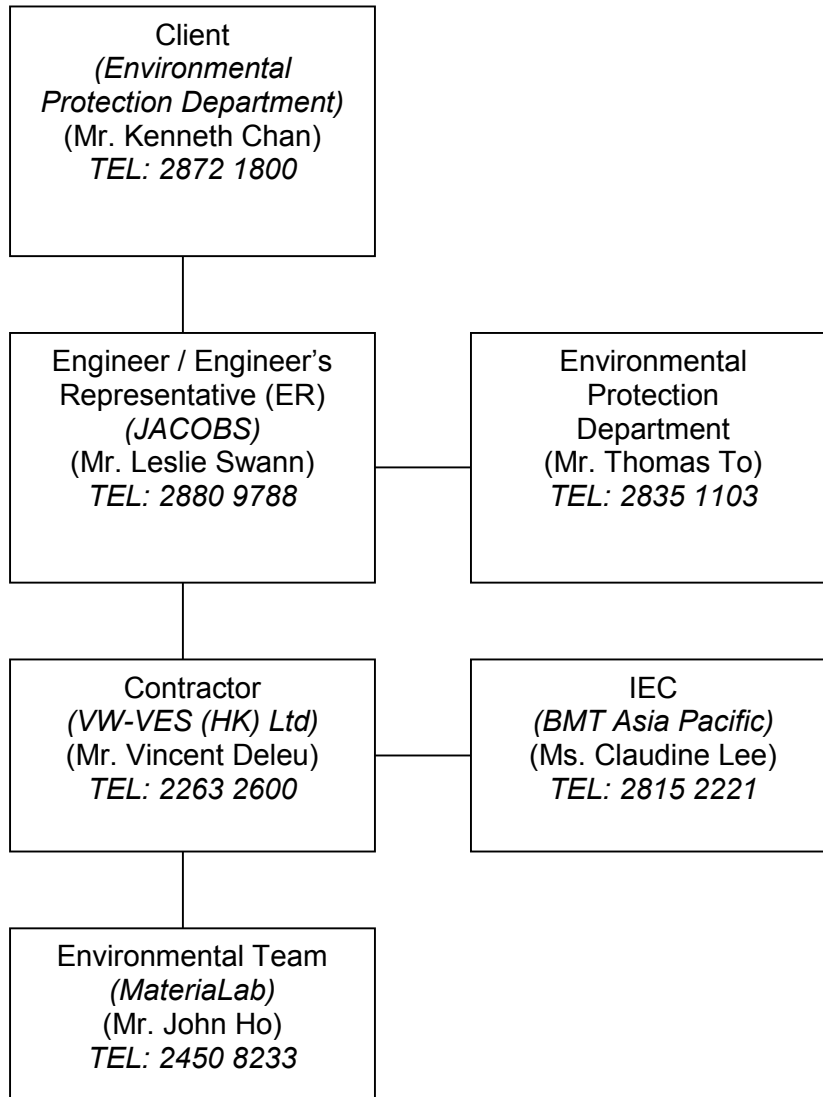 Client
(Environmental
Protection Department)
(Mr. Kenneth Chan)
TEL: 2872 1800
Engineer / Engineer’s
Representative (ER)
(JACOBS)
(Mr. Leslie Swann)
TEL: 2880 9788
Environmental
Protection
Department
(Mr. Thomas To)
TEL: 2835 1103
Contractor
(VW-VES (HK) Ltd)
(Mr. Vincent Deleu)
TEL: 2263 2600
IEC
(BMT Asia Pacific)
(Ms. Claudine Lee)
TEL: 2815 2221
Environmental Team
(MateriaLab)
(Mr. John Ho)
TEL: 2450 8233